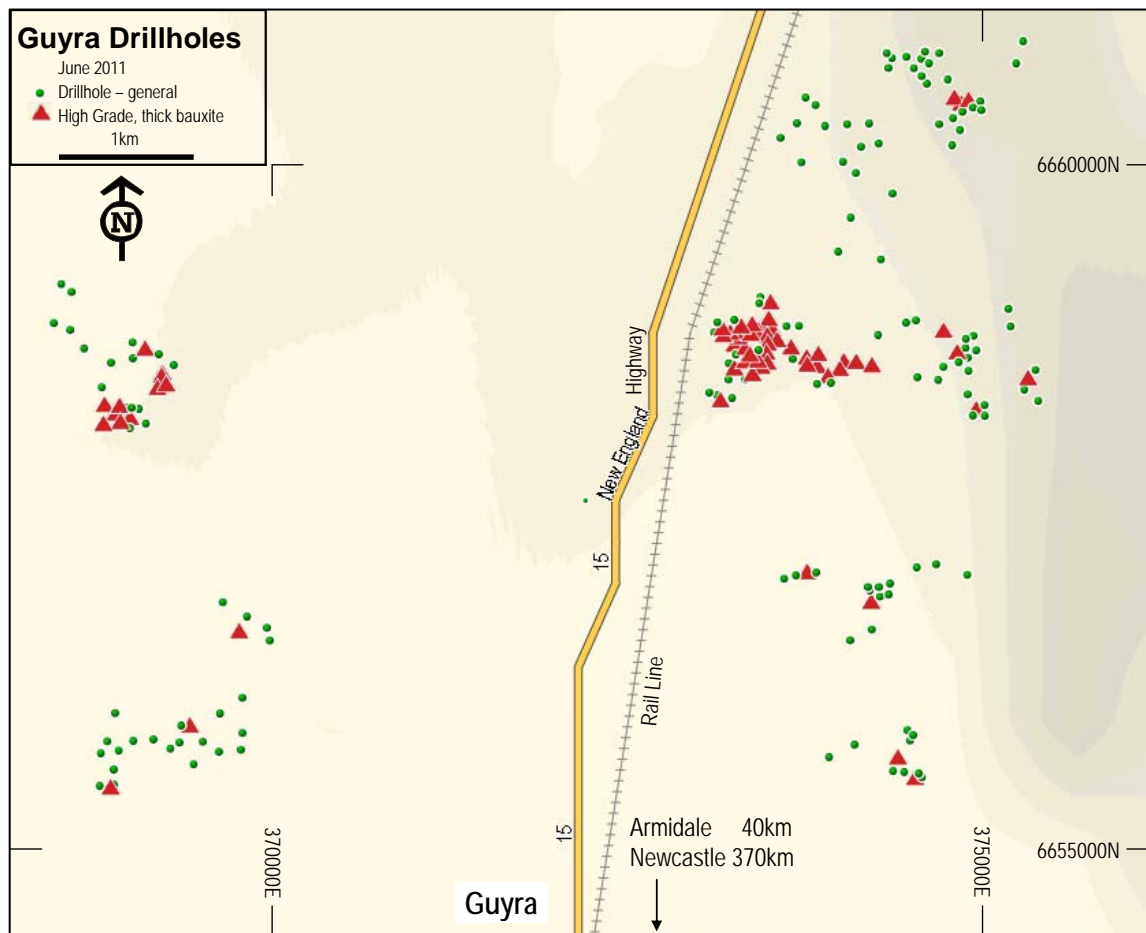 Guyra Drillholes
June 2011
Drillhole – general
High Grade, thick bauxite
1km
N
6660000N
Highway
New England
15
Rail Line
15
Armidale 40km
Newcastle 370km
370000E
375000E
6655000N
Guyra